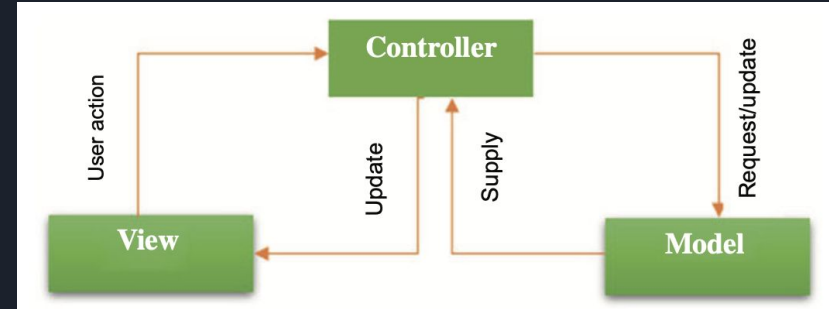 Controller
User action
Update
Supply
Request/update
View
Model